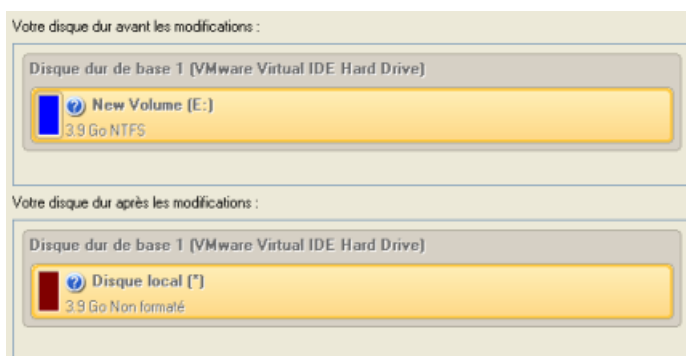 Votre disque dur avant les modifications :
Disque dur de base 1 (VMware Virtual IDE Hard Drive)
New Volume (E:)
3.9 Go NTFS
Votre disque dur après les modifications :
Disque dur de base 1 (VMware Virtual IDE Hard Drive)
Disque local (*)
3.9 Go Non formaté